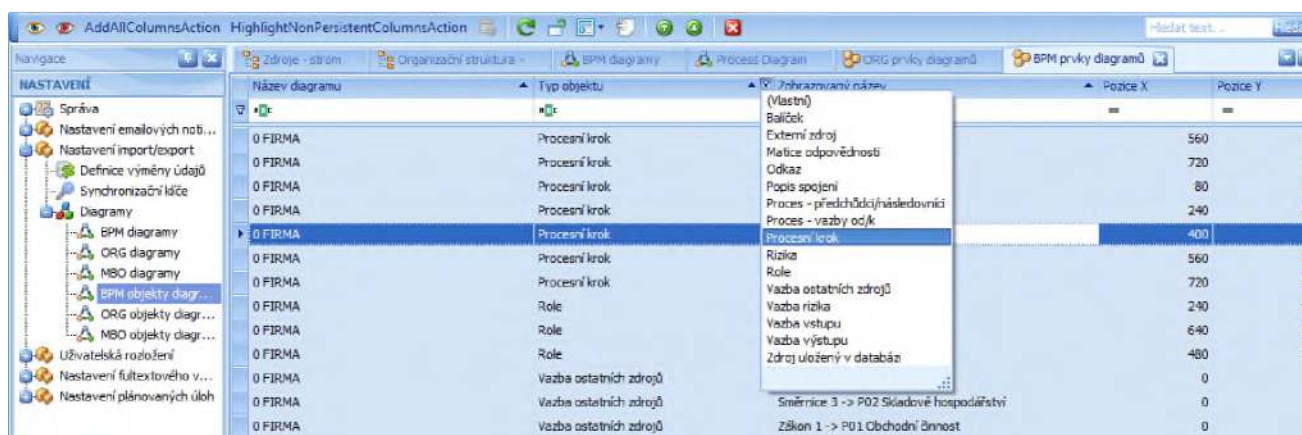 AddAllColumnsAction HighlightNonPersistentColumnsAction Hledat text...
Navigace Zdroje - strom Organizační struktura - BPM diagramy Process Diagram ORG prvky diagramů BPM prvky diagramů
NASTAVENÍ Název diagramu Typ objektu Zobrazovaný název Pozice X Pozice Y
Správa
Nastavení emailových noti...
Nastavení import/export
Definice výměny údajů
Synchronizační klíče
Diagramy
BPM diagramy
ORG diagramy
MBO diagramy
BPM objekty diagr...
ORG objekty diagr...
MBO objekty diagr...
Uživatelská rozložení
Nastavení fultextového v...
Nastavení plánovaných úloh
= =
0 FIRMA Procesní krok 560
0 FIRMA Procesní krok 720
0 FIRMA Procesní krok 80
0 FIRMA Procesní krok 240
0 FIRMA Procesní krok 400
0 FIRMA Procesní krok 560
0 FIRMA Procesní krok 720
0 FIRMA Role 240
0 FIRMA Role 640
0 FIRMA Role 480
0 FIRMA Vazba ostatních zdrojů 0
0 FIRMA Vazba ostatních zdrojů Směrnice 3 -> P02 Skladové hospodářství 0
0 FIRMA Vazba ostatních zdrojů Zákon 1 -> P01 Obchodní činnost 0
(Vlastní)
Balíček
Externí zdroj
Matice odpovědnosti
Odkaz
Popis spojení
Proces - předchůdci/následovníci
Proces - vazby od/k
Procesní krok
Rizika
Role
Vazba ostatních zdrojů
Vazba rizika
Vazba vstupu
Vazba výstupu
Zdroj uložený v databázi